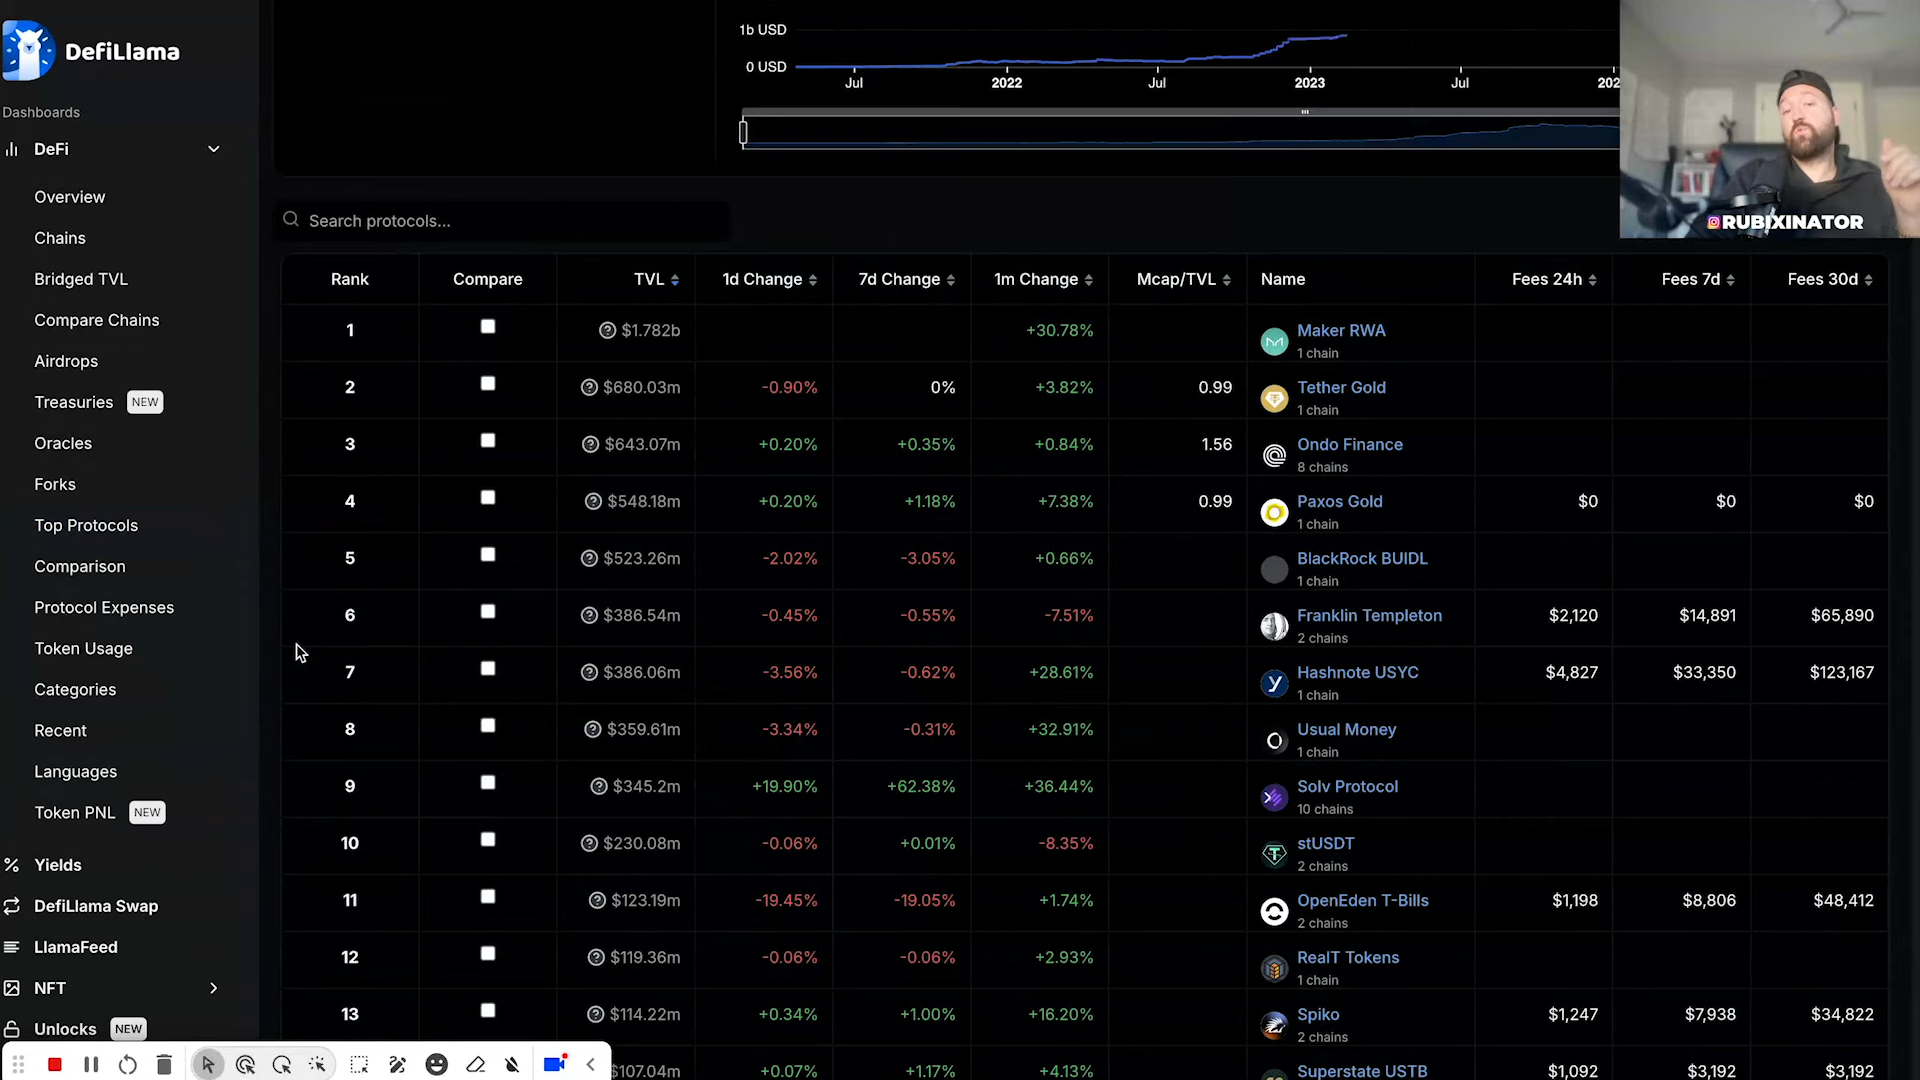 DefiLlama
Dashboards
DeFi
Overview
Chains
Bridged TVL
Compare Chains
Airdrops
Treasuries NEW
Oracles
Forks
Top Protocols
Comparison
Protocol Expenses
Token Usage
Categories
Recent
Languages
Token PNL NEW
Yields
DefiLlama Swap
LlamaFeed
NFT
Unlocks NEW
1b USD
0 USD
Jul 2022 Jul 2023 Jul 202
RUBIXINATOR
Search protocols...
Rank Compare TVL 1d Change 7d Change 1m Change Mcap/TVL Name Fees 24h Fees 7d Fees 30d
1 $1.782b +30.78% Maker RWA
1 chain
2 $680.03m -0.90% 0% +3.82% 0.99 Tether Gold
1 chain
3 $643.07m +0.20% +0.35% +0.84% 1.56 Ondo Finance
8 chains
4 $548.18m +0.20% +1.18% +7.38% 0.99 Paxos Gold $0 $0 $0
1 chain
5 $523.26m -2.02% -3.05% +0.66% BlackRock BUIDL
1 chain
6 $386.54m -0.45% -0.55% -7.51% Franklin Templeton $2,120 $14,891 $65,890
2 chains
7 $386.06m -3.56% -0.62% +28.61% Hashnote USYC $4,827 $33,350 $123,167
1 chain
8 $359.61m -3.34% -0.31% +32.91% Usual Money
1 chain
9 $345.2m +19.90% +62.38% +36.44% Solv Protocol
10 chains
10 $230.08m -0.06% +0.01% -8.35% stUSDT
2 chains
11 $123.19m -19.45% -19.05% +1.74% OpenEden T-Bills $1,198 $8,806 $48,412
2 chains
12 $119.36m -0.06% -0.06% +2.93% RealT Tokens
1 chain
13 $114.22m +0.34% +1.00% +16.20% Spiko $1,247 $7,938 $34,822
2 chains
$107.04m +0.07% +1.17% +4.13% Superstate USTB $1,092 $3,192 $3,192